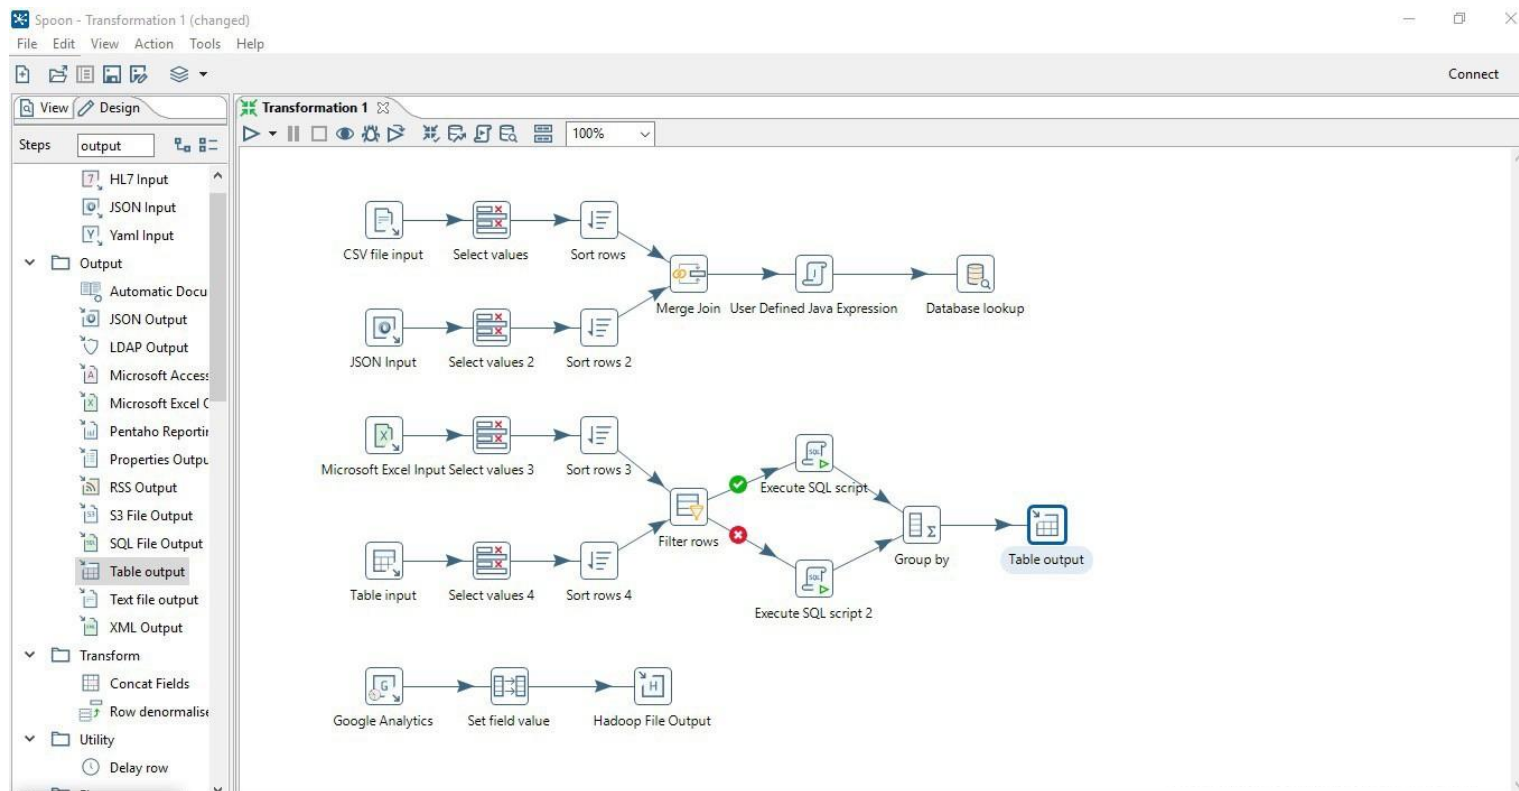 Spoon - Transformation 1 (changed)
File Edit View Action Tools Help
Connect
View Design
Transformation 1
Steps output
100%
HL7 Input
JSON Input
Yaml Input
Output
Automatic Docu
JSON Output
LDAP Output
Microsoft Access
Microsoft Excel
Pentaho Reportin
Properties Outpu
RSS Output
S3 File Output
SQL File Output
Table output
Text file output
XML Output
Transform
Concat Fields
Row denormalise
Utility
Delay row
CSV file input Select values Sort rows
Merge Join User Defined Java Expression Database lookup
JSON Input Select values 2 Sort rows 2
Microsoft Excel Input Select values 3 Sort rows 3
Execute SQL script
Filter rows
Group by Table output
Table input Select values 4 Sort rows 4
Execute SQL script 2
Google Analytics Set field value Hadoop File Output